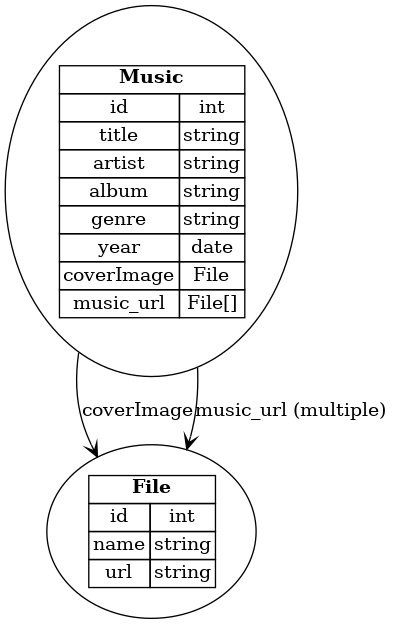 Music
id int
title string
artist string
album string
genre string
year date
coverImage File
music_url File[]
coverImage music_url (multiple)
File
id int
name string
url string